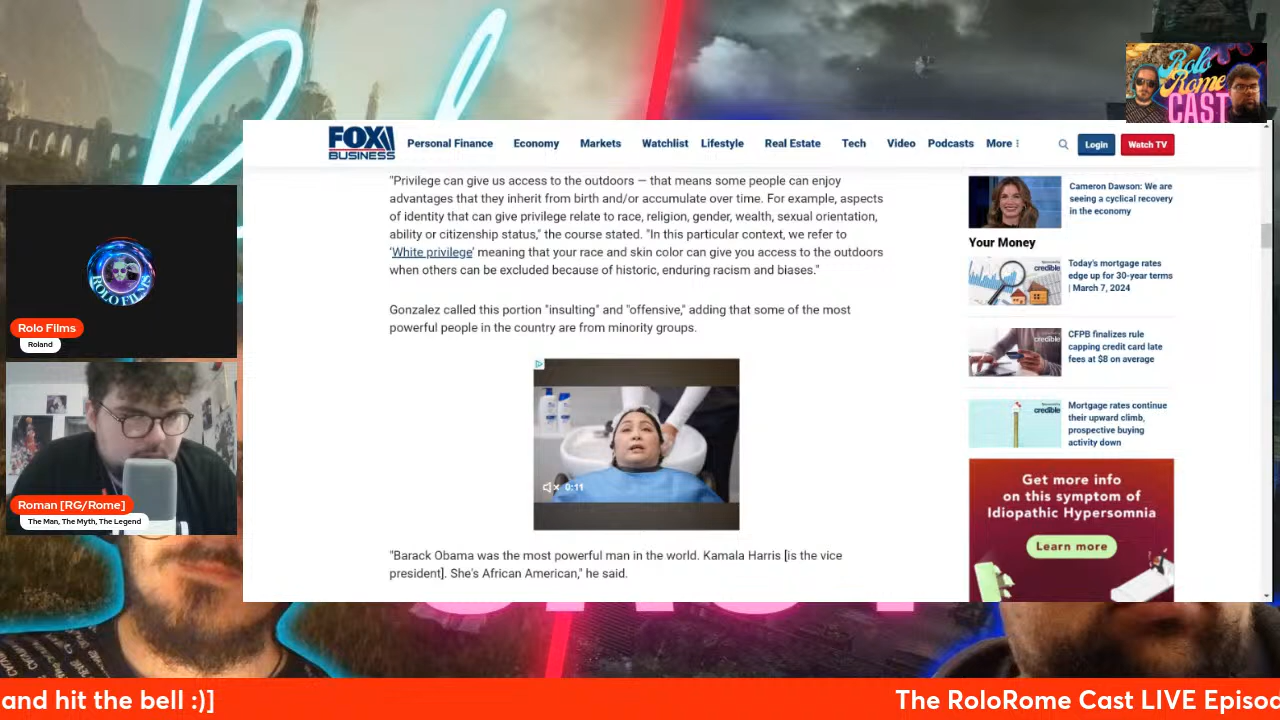 Rolo
Rome
CAST
FOX
BUSINESS
Personal Finance
Economy
Markets
Watchlist
Lifestyle
Real Estate
Tech
Video
Podcasts
More
Login
Watch TV
"Privilege can give us access to the outdoors — that means some people can enjoy
advantages that they inherit from birth and/or accumulate over time. For example, aspects
of identity that can give privilege relate to race, religion, gender, wealth, sexual orientation,
ability or citizenship status," the course stated. "In this particular context, we refer to
'White privilege' meaning that your race and skin color can give you access to the outdoors
when others can be excluded because of historic, enduring racism and biases."
Gonzalez called this portion "insulting" and "offensive," adding that some of the most
powerful people in the country are from minority groups.
0:11
"Barack Obama was the most powerful man in the world. Kamala Harris [is the vice
president]. She's African American," he said.
Cameron Dawson: We are
seeing a cyclical recovery
in the economy
Your Money
credible
Today's mortgage rates
edge up for 30-year terms
| March 7, 2024
credible
CFPB finalizes rule
capping credit card late
fees at $8 on average
credible
Mortgage rates continue
their upward climb,
prospective buying
activity down
Get more info
on this symptom of
Idiopathic Hypersomnia
Learn more
ROLO FILMS
Rolo Films
Roland
Roman [RG/Rome]
The Man, The Myth, The Legend
and hit the bell :)]
The RoloRome Cast LIVE Episod